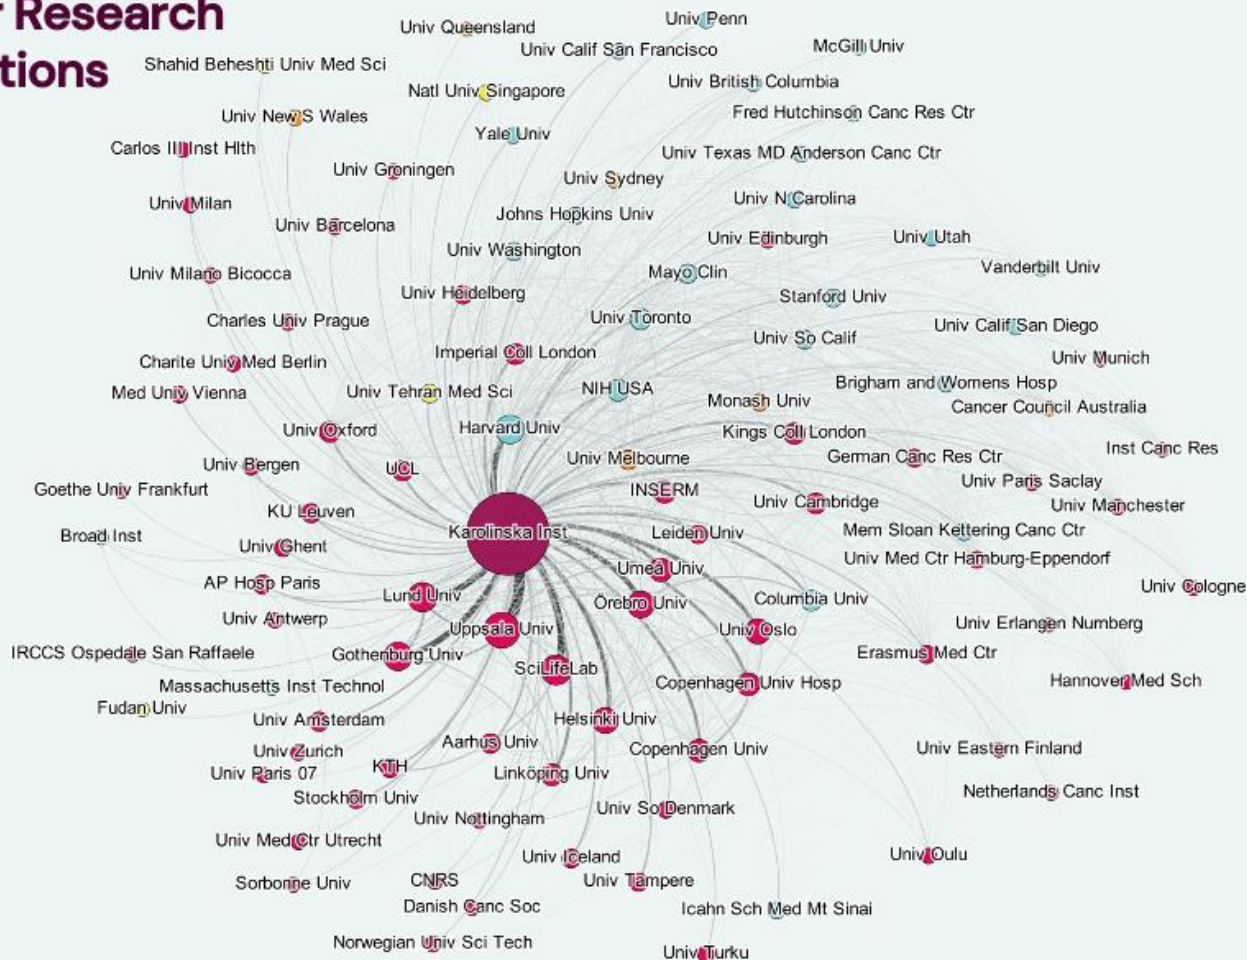 r Research
tions
Univ Penn
Univ Queensland
McGill Univ
Univ Calif San Francisco
Shahid Beheshti Univ Med Sci
Univ British Columbia
Natl Univ Singapore
Fred Hutchinson Canc Res Ctr
Univ New S Wales
Yale Univ
Carlos III Inst Hlth
Univ Texas MD Anderson Canc Ctr
Univ Groningen
Univ Sydney
Univ N Carolina
Univ Milan
Johns Hopkins Univ
Univ Barcelona
Univ Edinburgh
Univ Utah
Univ Washington
Vanderbilt Univ
Univ Milano Bicocca
Mayo Clin
Univ Heidelberg
Stanford Univ
Univ Toronto
Charles Univ Prague
Univ Calif San Diego
Univ So Calif
Imperial Coll London
Univ Munich
Charite Univ Med Berlin
Brigham and Womens Hosp
NIH USA
Univ Tehran Med Sci
Med Univ Vienna
Monash Univ
Cancer Council Australia
Harvard Univ
Univ Oxford
Kings Coll London
Inst Canc Res
German Canc Res Ctr
Univ Melbourne
Univ Bergen
UCL
Univ Paris Saclay
Goethe Univ Frankfurt
INSERM
Univ Cambridge
Univ Manchester
KU Leuven
Mem Sloan Kettering Canc Ctr
Karolinska Inst
Leiden Univ
Broad Inst
Univ Ghent
Univ Med Ctr Hamburg-Eppendorf
Umeå Univ
AP Hosp Paris
Univ Cologne
Lund Univ
Columbia Univ
Örebro Univ
Univ Antwerp
Univ Erlangen Nurnberg
Uppsala Univ
Univ Oslo
IRCCS Ospedale San Raffaele
Erasmus Med Ctr
Gothenburg Univ
SciLifeLab
Hannover Med Sch
Copenhagen Univ Hosp
Massachusetts Inst Technol
Fudan Univ
Univ Amsterdam
Helsinki Univ
Aarhus Univ
Univ Eastern Finland
Copenhagen Univ
Univ Zurich
KTH
Univ Paris 07
Linköping Univ
Netherlands Canc Inst
Stockholm Univ
Univ So Denmark
Univ Nottingham
Univ Med Ctr Utrecht
Univ Oulu
Univ Iceland
CNRS
Univ Tampere
Sorbonne Univ
Danish Canc Soc
Icahn Sch Med Mt Sinai
Norwegian Univ Sci Tech
Univ Turku